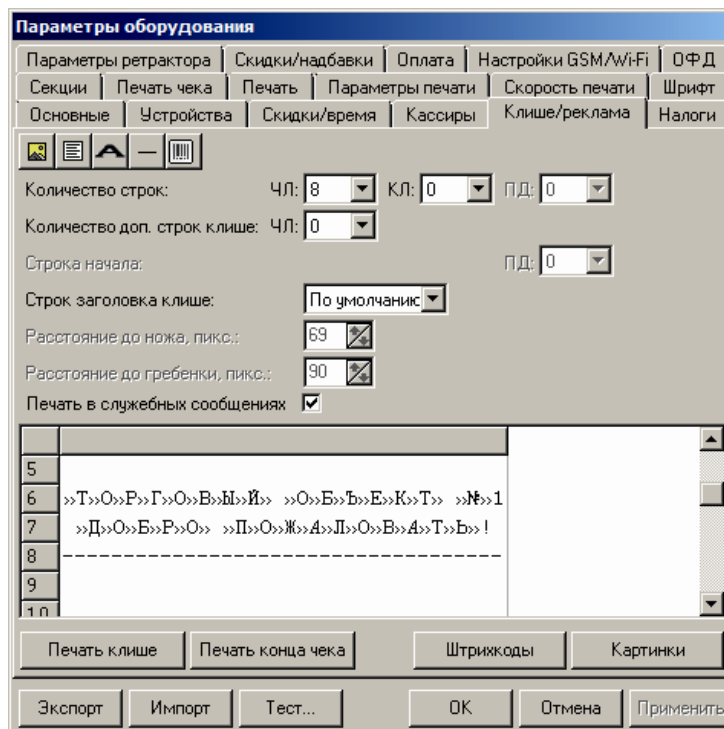 Параметры оборудования
Параметры ретрактора Скидки/надбавки Оплата Настройки GSM/Wi-Fi ОФД
Секции Печать чека Печать Параметры печати Скорость печати Шрифт
Основные Устройства Скидки/время Кассиры Клише/реклама Налоги
Количество строк: ЧЛ: 8 КЛ: 0 ПД: 0
Количество доп. строк клише: ЧЛ: 0
Строка начала: ПД: 0
Строк заголовка клише: По умолчанию
Расстояние до ножа, пикс.: 69
Расстояние до гребенки, пикс.: 90
Печать в служебных сообщениях
5
6 »Т»О»Р»Г»О»В»Ы»Й» »О»Б»Ъ»Е»К»Т» »№»1
7 »Д»О»Б»Р»О» »П»О»Ж»А»Л»О»В»А»Т»Ь»!
8 ------------------------------------
9
10
Печать клише Печать конца чека Штрихкоды Картинки
Экспорт Импорт Тест... OK Отмена Применить